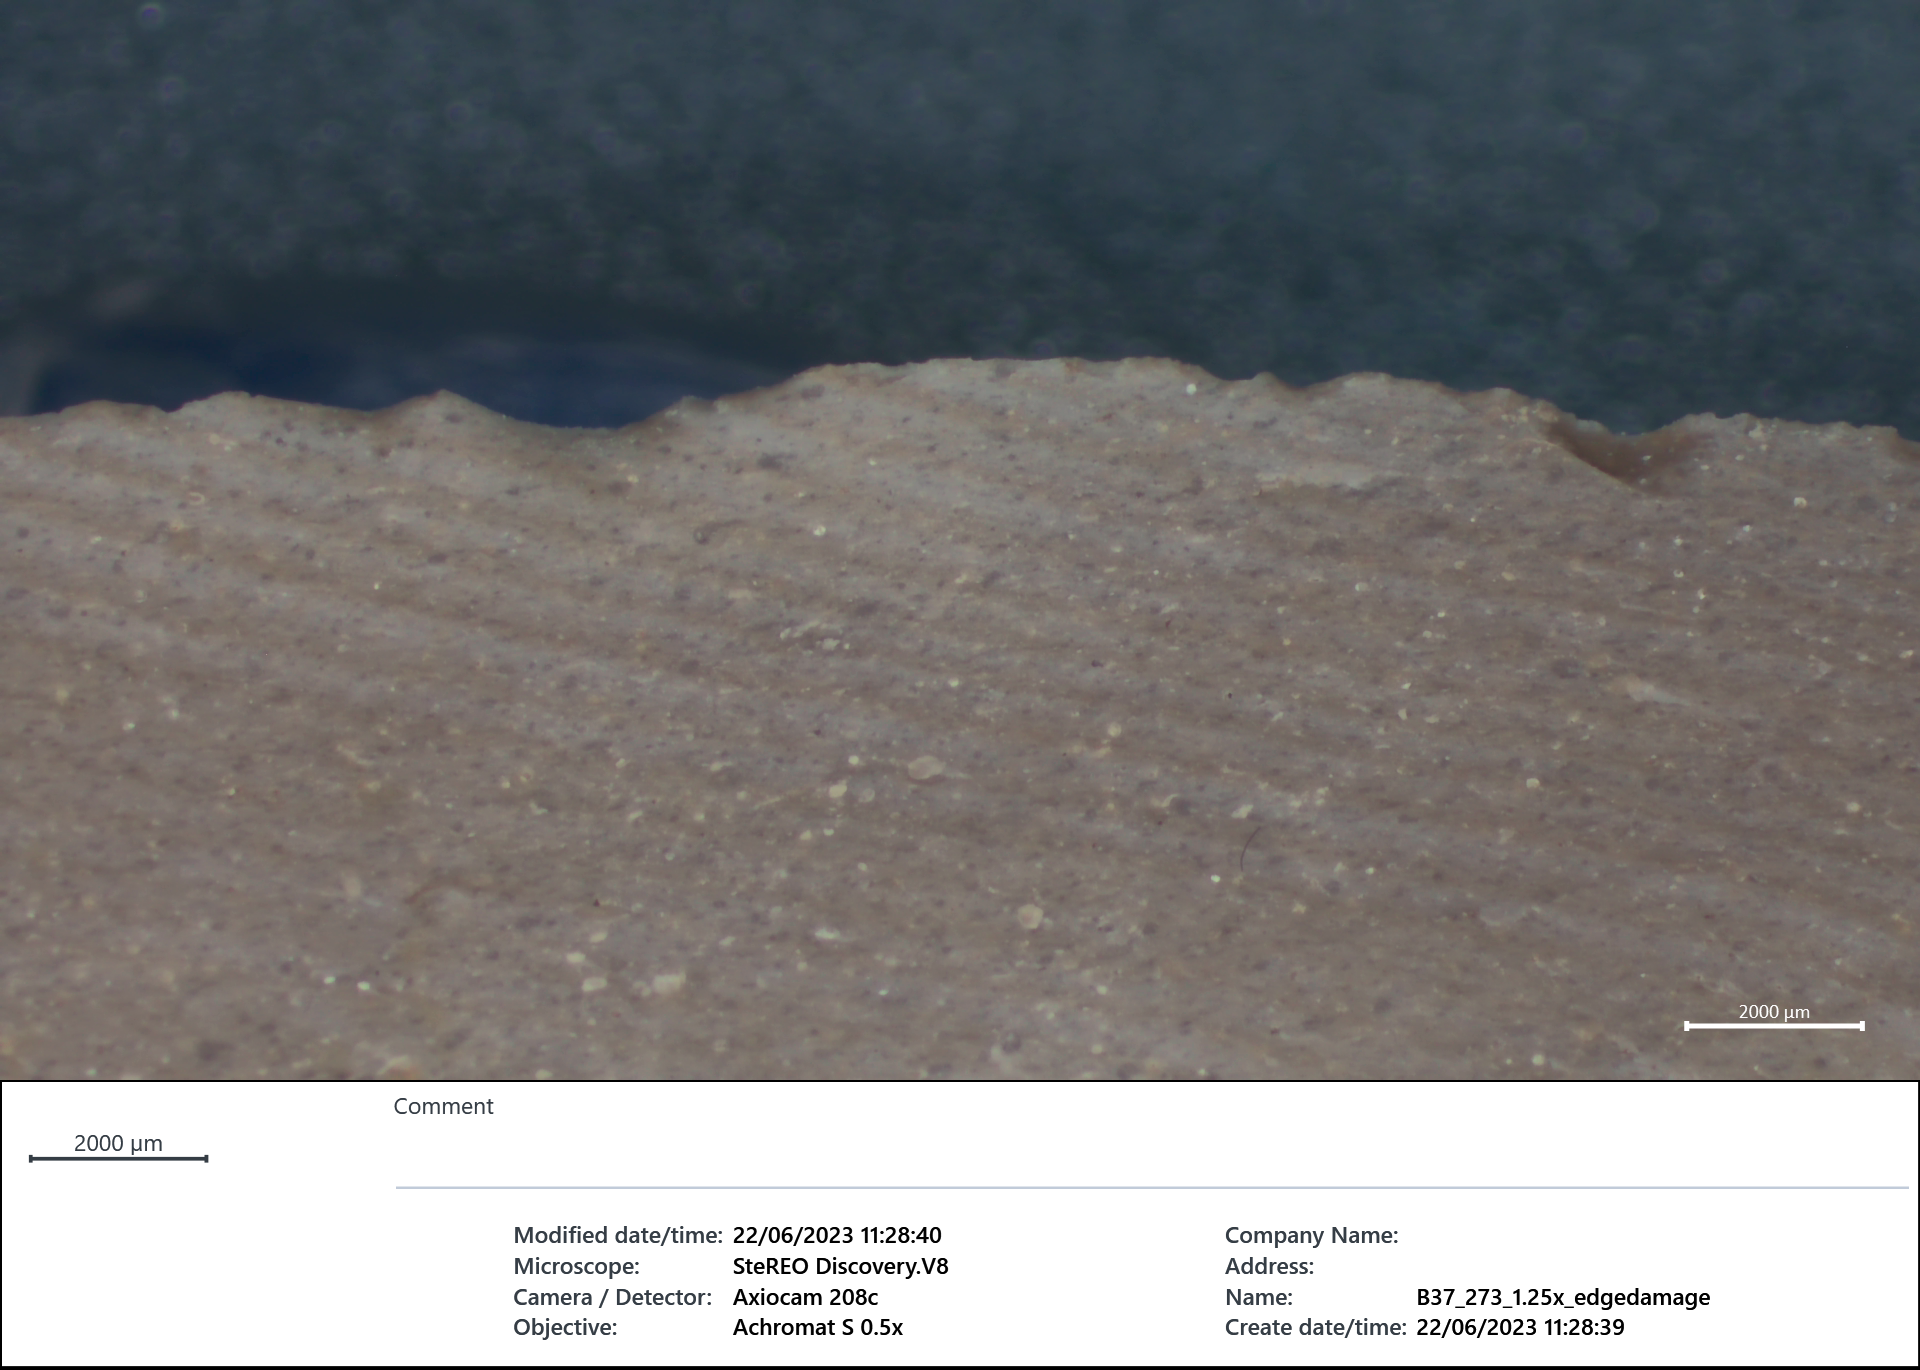 2000 µm
Comment
2000 µm
Modified date/time: 22/06/2023 11:28:40
Microscope: SteREO Discovery.V8
Camera / Detector: Axiocam 208c
Objective: Achromat S 0.5x
Company Name:
Address:
Name: B37_273_1.25x_edgedamage
Create date/time: 22/06/2023 11:28:39